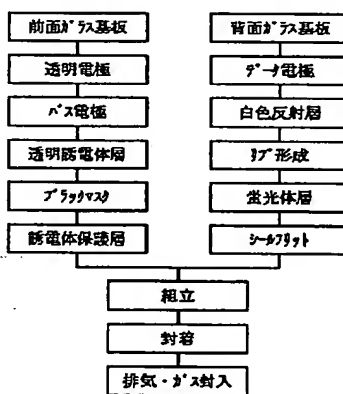 前面ガラス基板
透明電極
バス電極
透明誘電体層
ブラックマスク
誘電体保護層
背面ガラス基板
データ電極
白色反射層
リブ形成
蛍光体層
シールフリット
組立
封着
排気・ガス封入